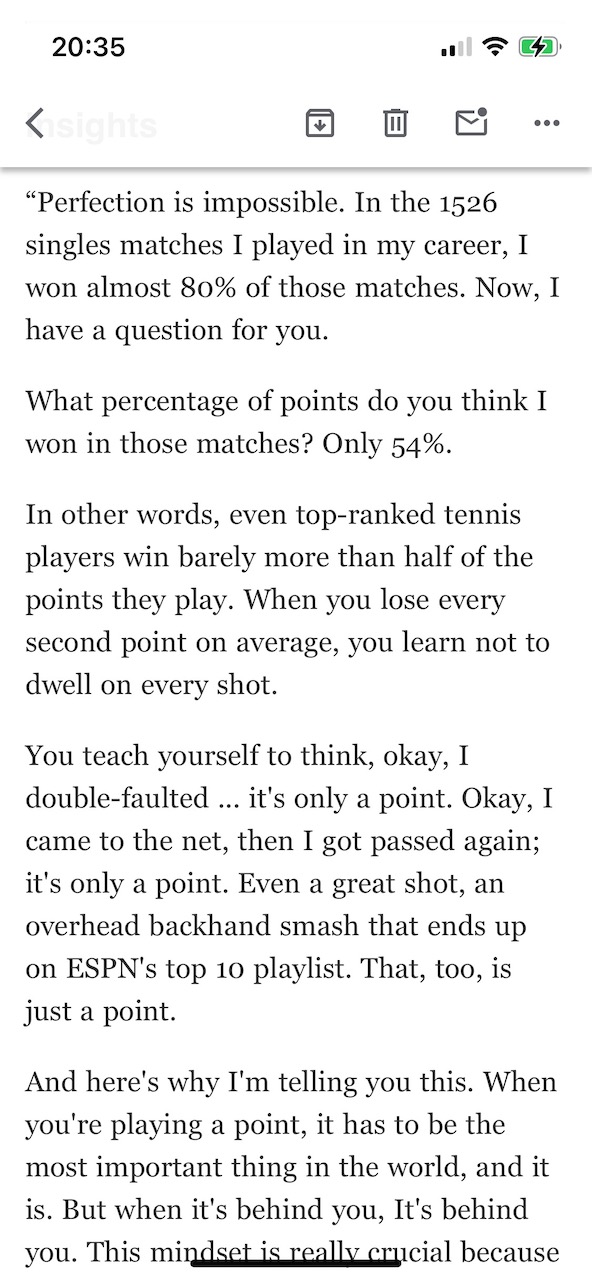 20:35
nsights
“Perfection is impossible. In the 1526
singles matches I played in my career, I
won almost 80% of those matches. Now, I
have a question for you.
What percentage of points do you think I
won in those matches? Only 54%.
In other words, even top-ranked tennis
players win barely more than half of the
points they play. When you lose every
second point on average, you learn not to
dwell on every shot.
You teach yourself to think, okay, I
double-faulted ... it's only a point. Okay, I
came to the net, then I got passed again;
it's only a point. Even a great shot, an
overhead backhand smash that ends up
on ESPN's top 10 playlist. That, too, is
just a point.
And here's why I'm telling you this. When
you're playing a point, it has to be the
most important thing in the world, and it
is. But when it's behind you, It's behind
you. This mindset is really crucial because